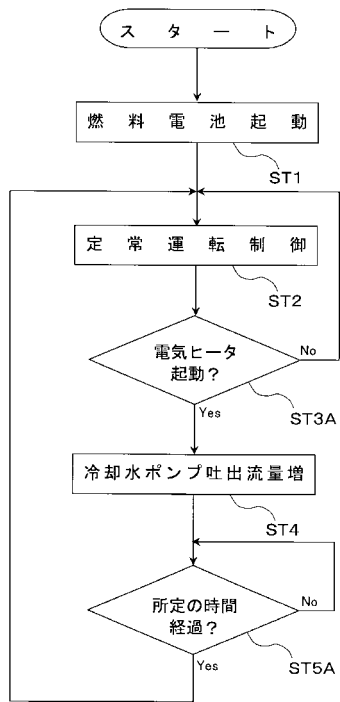 スタート
燃料電池起動
ST1
定常運転制御
ST2
電気ヒータ
起動？
No
ST3A
Yes
冷却水ポンプ吐出流量増
ST4
所定の時間
経過？
No
ST5A
Yes